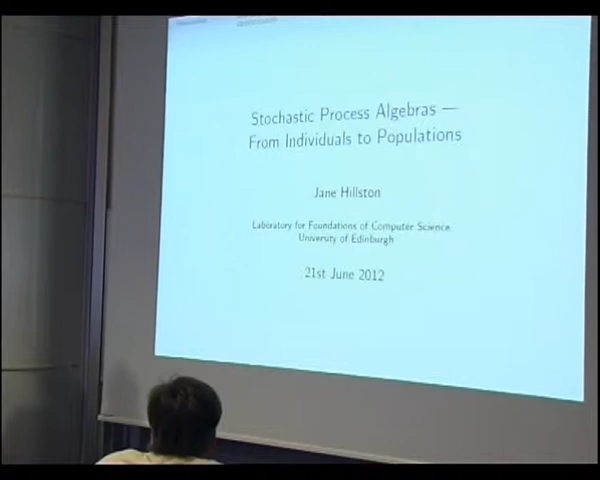 Stochastic Process Algebras —
From Individuals to Populations
Jane Hillston
Laboratory for Foundations of Computer Science
University of Edinburgh
21st June 2012